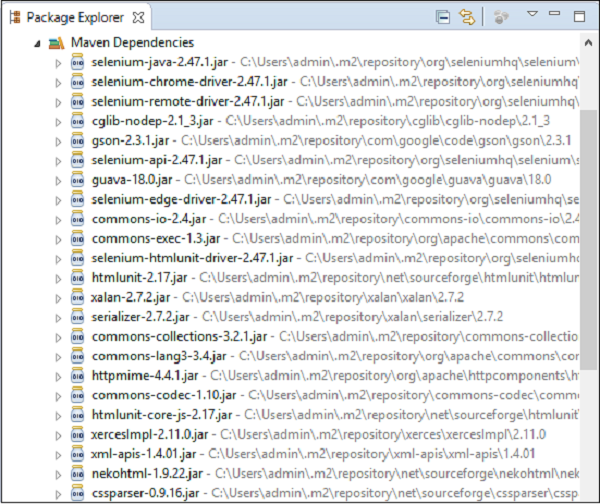 Package Explorer
Maven Dependencies
selenium-java-2.47.1.jar - C:\Users\admin\.m2\repository\org\seleniumhq\selenium\
selenium-chrome-driver-2.47.1.jar - C:\Users\admin\.m2\repository\org\seleniumhq
selenium-remote-driver-2.47.1.jar - C:\Users\admin\.m2\repository\org\seleniumhq
cglib-nodep-2.1_3.jar - C:\Users\admin\.m2\repository\cglib\cglib-nodep\2.1_3
gson-2.3.1.jar - C:\Users\admin\.m2\repository\com\google\code\gson\gson\2.3.1
selenium-api-2.47.1.jar - C:\Users\admin\.m2\repository\org\seleniumhq\selenium\s
guava-18.0.jar - C:\Users\admin\.m2\repository\com\google\guava\guava\18.0
selenium-edge-driver-2.47.1.jar - C:\Users\admin\.m2\repository\org\seleniumhq\se
commons-io-2.4.jar - C:\Users\admin\.m2\repository\commons-io\commons-io\2.4
commons-exec-1.3.jar - C:\Users\admin\.m2\repository\org\apache\commons\com
selenium-htmlunit-driver-2.47.1.jar - C:\Users\admin\.m2\repository\org\seleniumh
htmlunit-2.17.jar - C:\Users\admin\.m2\repository\net\sourceforge\htmlunit\htmlu
xalan-2.7.2.jar - C:\Users\admin\.m2\repository\xalan\xalan\2.7.2
serializer-2.7.2.jar - C:\Users\admin\.m2\repository\xalan\serializer\2.7.2
commons-collections-3.2.1.jar - C:\Users\admin\.m2\repository\commons-collectio
commons-lang3-3.4.jar - C:\Users\admin\.m2\repository\org\apache\commons\co
httpmime-4.4.1.jar - C:\Users\admin\.m2\repository\org\apache\httpcomponents\h
commons-codec-1.10.jar - C:\Users\admin\.m2\repository\commons-codec\comm
htmlunit-core-js-2.17.jar - C:\Users\admin\.m2\repository\net\sourceforge\htmlunit
xercesImpl-2.11.0.jar - C:\Users\admin\.m2\repository\xerces\xercesImpl\2.11.0
xml-apis-1.4.01.jar - C:\Users\admin\.m2\repository\xml-apis\xml-apis\1.4.01
nekohtml-1.9.22.jar - C:\Users\admin\.m2\repository\net\sourceforge\nekohtml\ne
cssparser-0.9.16.jar - C:\Users\admin\.m2\repository\net\sourceforge\cssparser\css